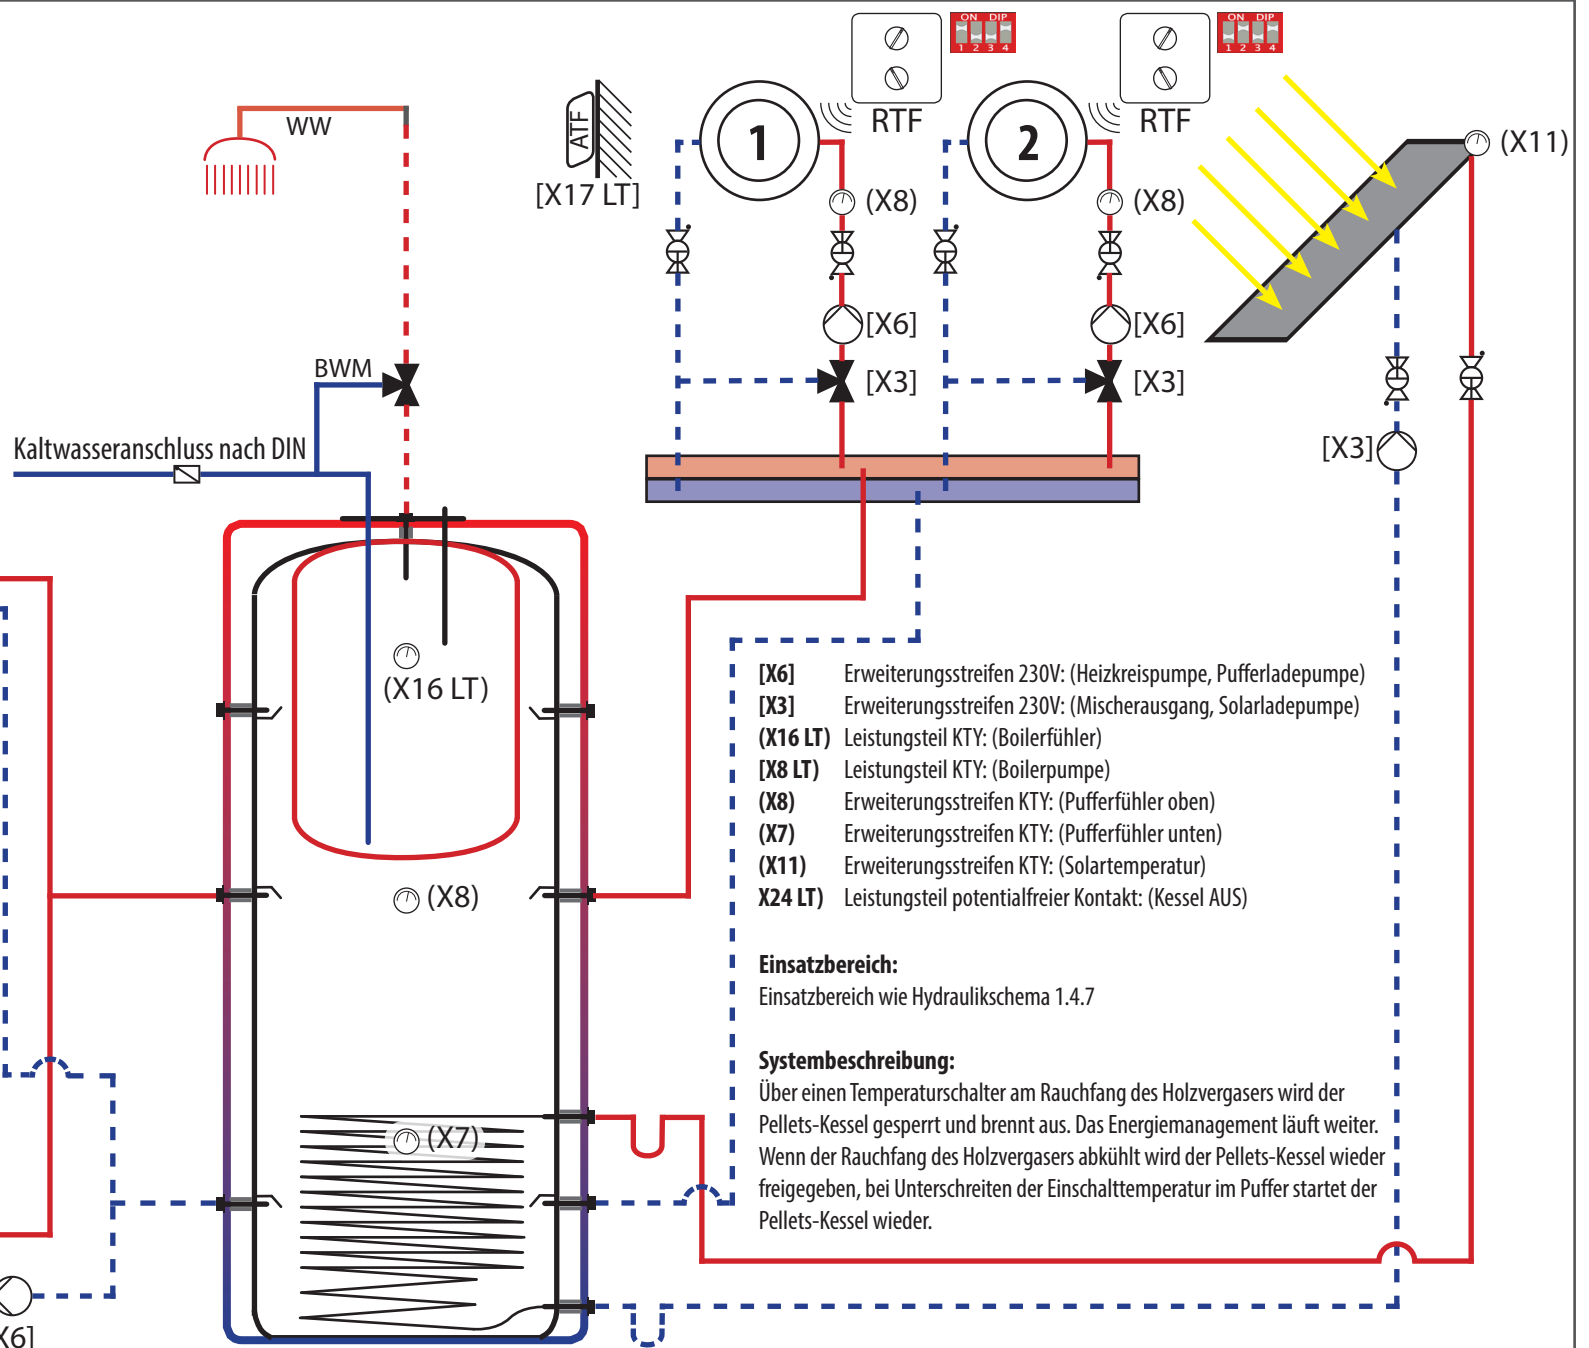 ON DIP
1 2 3 4
ON DIP
1 2 3 4
WW
ATF
[X17 LT]
1
RTF
2
RTF
(X11)
(X8)
(X8)
[X6]
[X6]
BWM
[X3]
[X3]
Kaltwasseranschluss nach DIN
[X3]
(X16 LT)
[X6] Erweiterungsstreifen 230V: (Heizkreispumpe, Pufferladepumpe)
[X3] Erweiterungsstreifen 230V: (Mischerausgang, Solarladepumpe)
(X16 LT) Leistungsteil KTY: (Boilerfühler)
[X8 LT) Leistungsteil KTY: (Boilerpumpe)
(X8) Erweiterungsstreifen KTY: (Pufferfühler oben)
(X7) Erweiterungsstreifen KTY: (Pufferfühler unten)
(X11) Erweiterungsstreifen KTY: (Solartemperatur)
X24 LT) Leistungsteil potentialfreier Kontakt: (Kessel AUS)
(X8)
Einsatzbereich:
Einsatzbereich wie Hydraulikschema 1.4.7
Systembeschreibung:
Über einen Temperaturschalter am Rauchfang des Holzvergasers wird der
Pellets-Kessel gesperrt und brennt aus. Das Energiemanagement läuft weiter.
Wenn der Rauchfang des Holzvergasers abkühlt wird der Pellets-Kessel wieder
freigegeben, bei Unterschreiten der Einschalttemperatur im Puffer startet der
Pellets-Kessel wieder.
(X7)
X6]